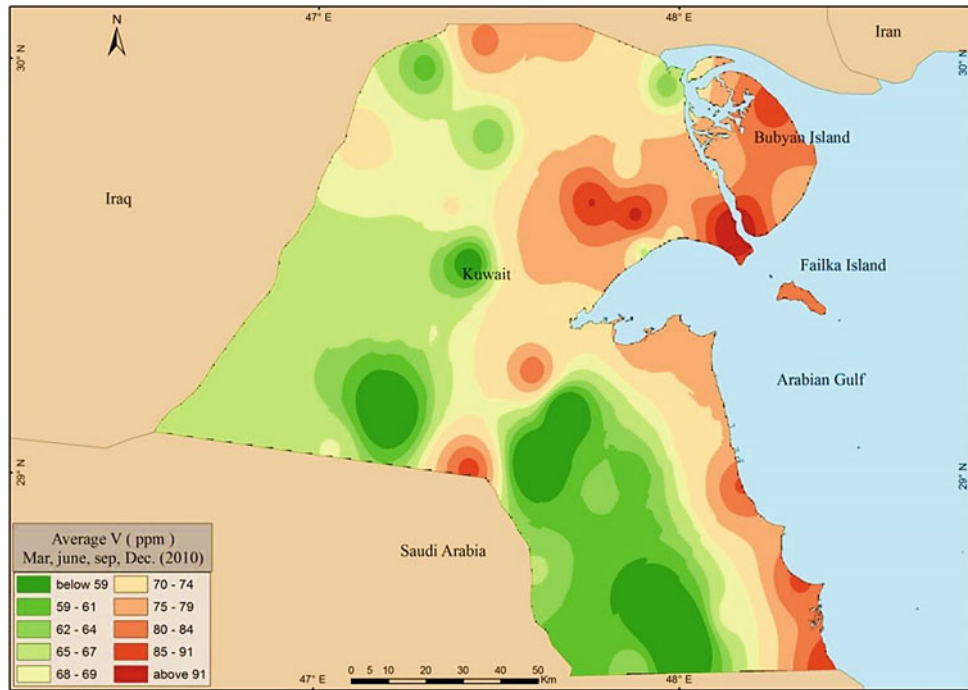 47° E
48° E
N
Iran
30° N
30° N
Bubyan Island
Iraq
Failka Island
Kuwait
Arabian Gulf
29° N
29° N
Saudi Arabia
Average V ( ppm )
Mar, june, sep, Dec. (2010)
below 59
70 - 74
59 - 61
75 - 79
62 - 64
80 - 84
65 - 67
85 - 91
68 - 69
above 91
0 5 10 20 30 40 50
Km
47° E
48° E